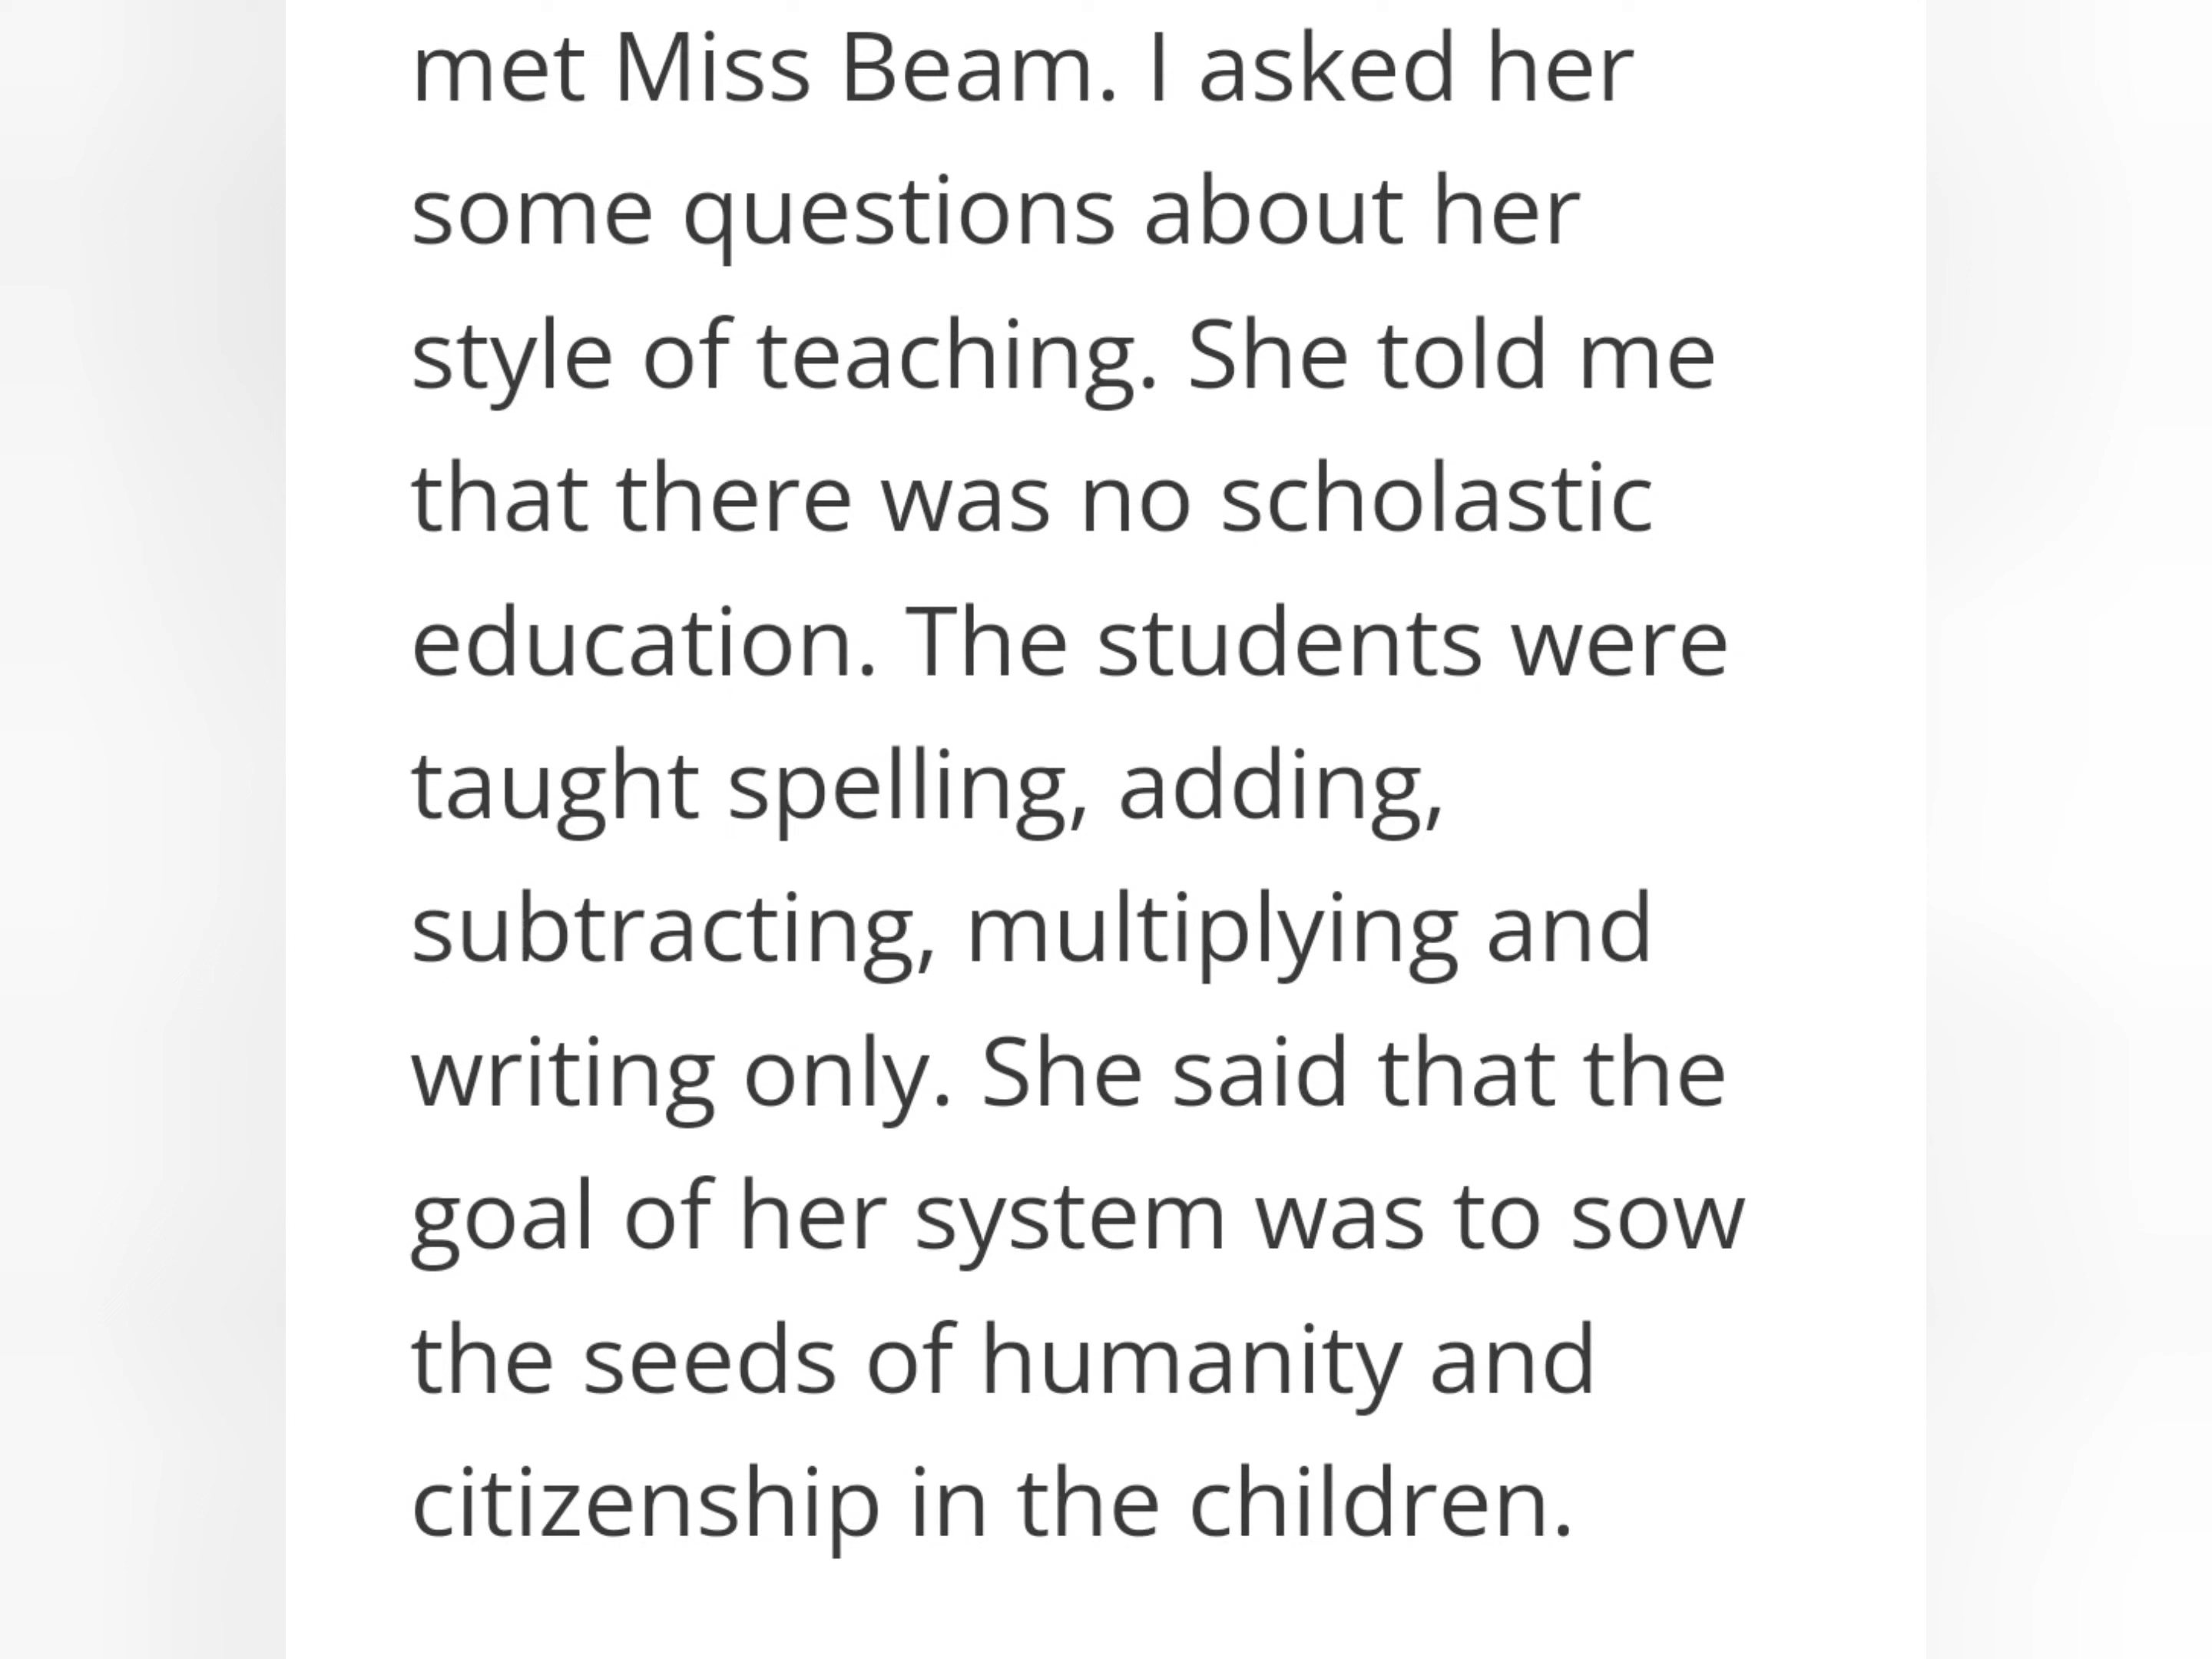 met Miss Beam. I asked her
some questions about her
style of teaching. She told me
that there was no scholastic
education. The students were
taught spelling, adding,
subtracting, multiplying and
writing only. She said that the
goal of her system was to sow
the seeds of humanity and
citizenship in the children.